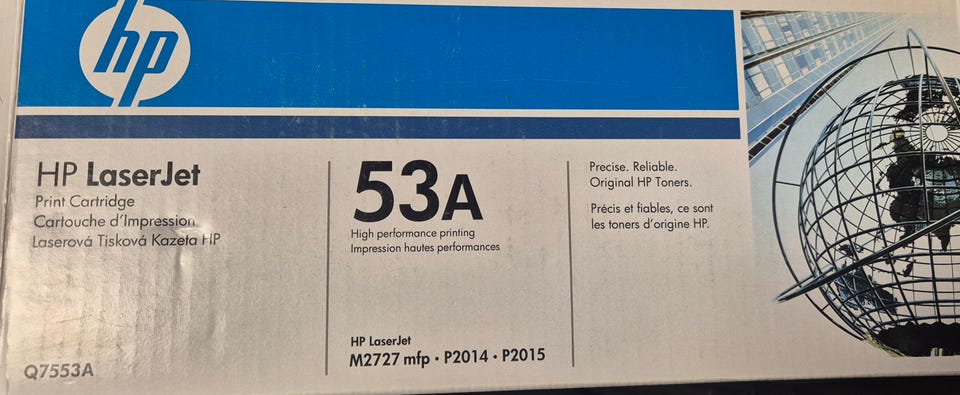 hp
HP LaserJet
Print Cartridge
Cartouche d'Impression
Laserová Tisková Kazeta HP
Q7553A
53A
High performance printing
Impression hautes performances
HP LaserJet
M2727 mfp • P2014 • P2015
Precise. Reliable.
Original HP Toners.
Précis et fiables, ce sont
les toners d'origine HP.